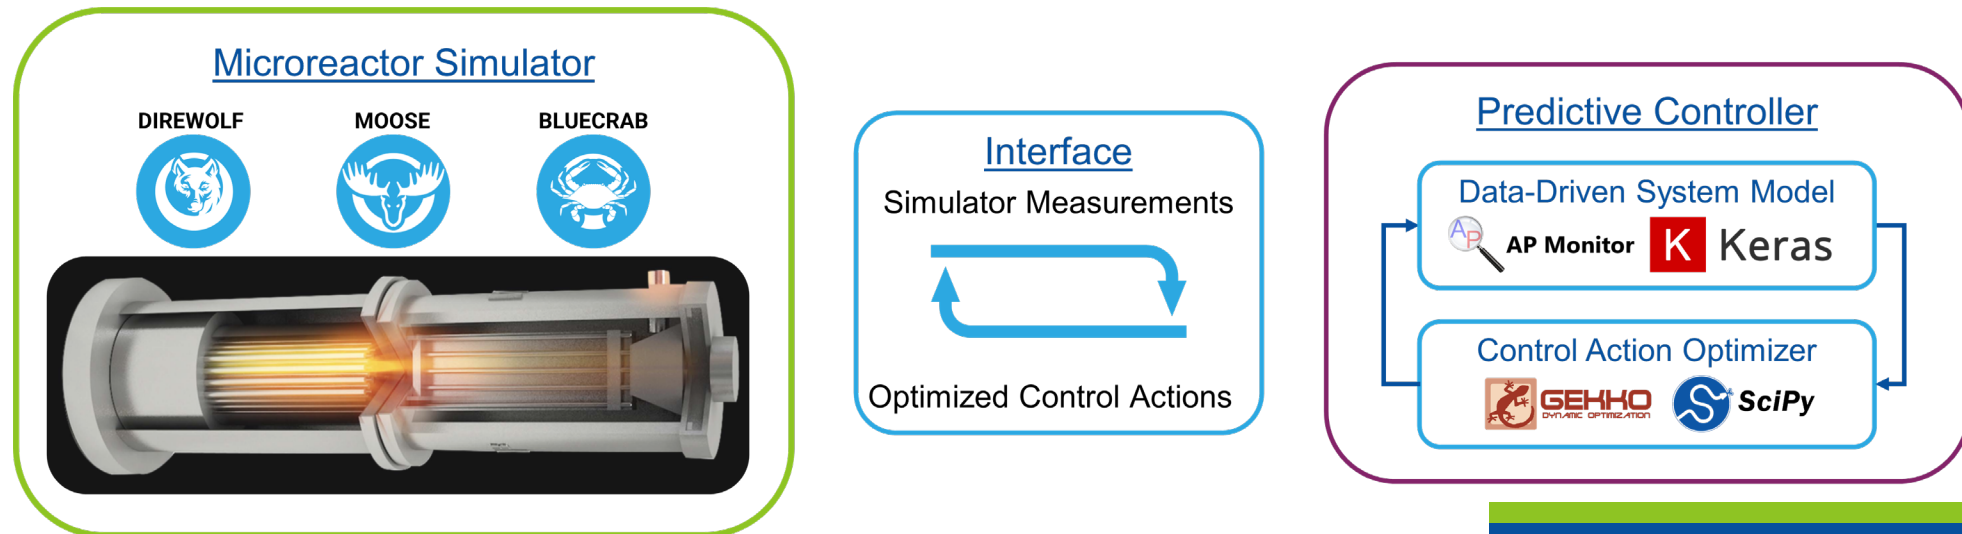 Microreactor Simulator
DIREWOLF
MOOSE
BLUECRAB
Interface
Simulator Measurements
Optimized Control Actions
Predictive Controller
Data-Driven System Model
AP
AP Monitor
K
Keras
Control Action Optimizer
GEKKO
DYNAMIC OPTIMIZATION
SciPy